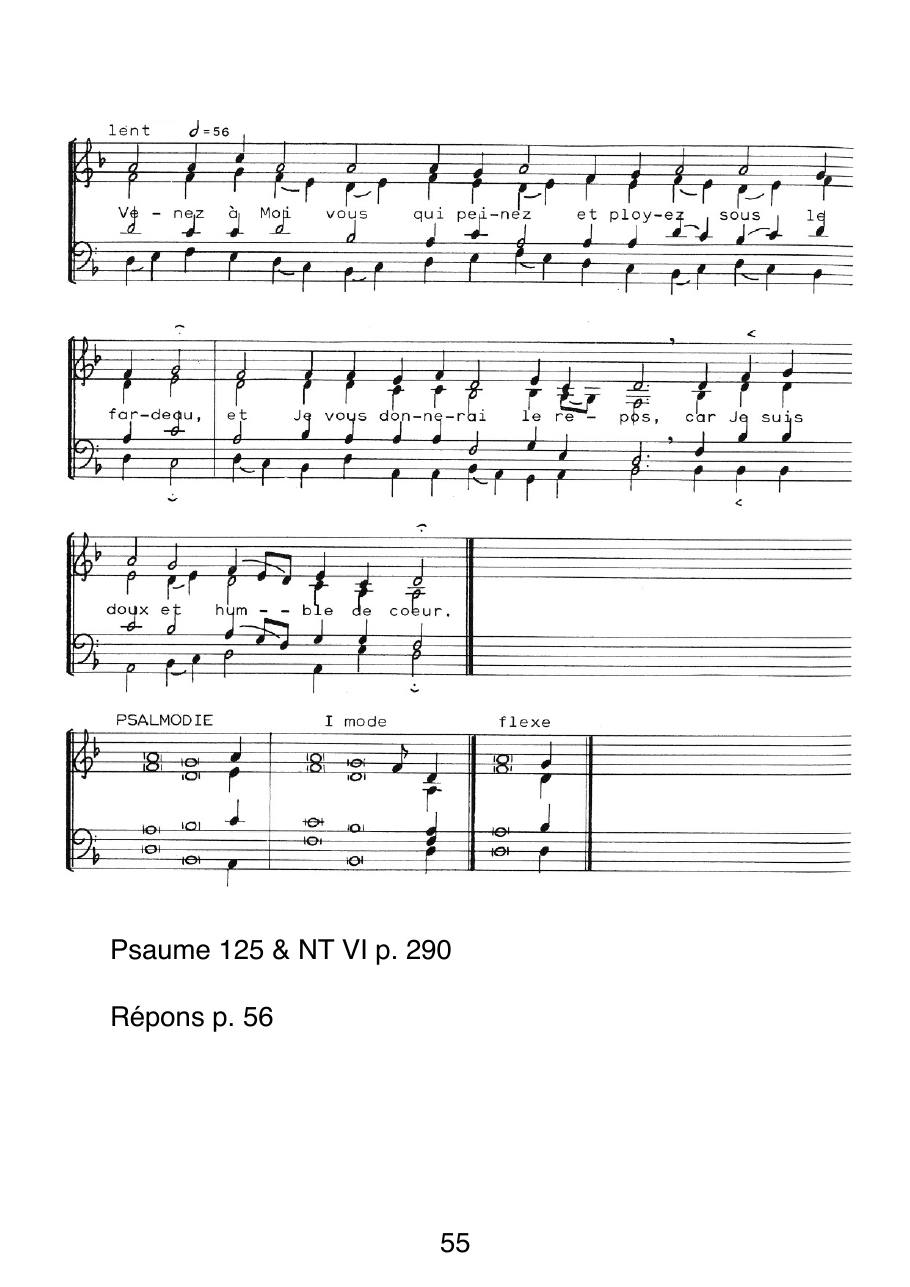 lent 𝅗𝅥=56
Ve - nez à Moi vous qui pei-nez et ploy-ez sous le
far-deau, et Je vous don-ne-rai le re - pos, car Je suis
doux et hum - - ble de coeur.
PSALMODIE I mode flexe
Psaume 125 & NT VI p. 290
Répons p. 56
55